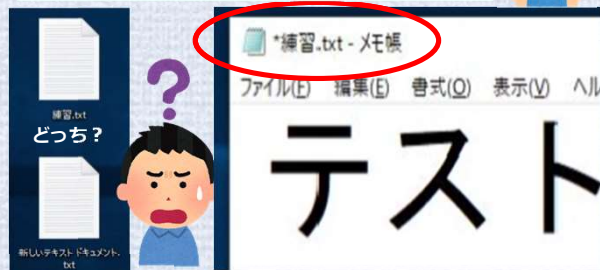 練習.txt
どっち?
新しいテキスト ドキュメント.
txt
?
*練習.txt - メモ帳
ファイル(F) 編集(E) 書式(O) 表示(V) ヘル
テスト